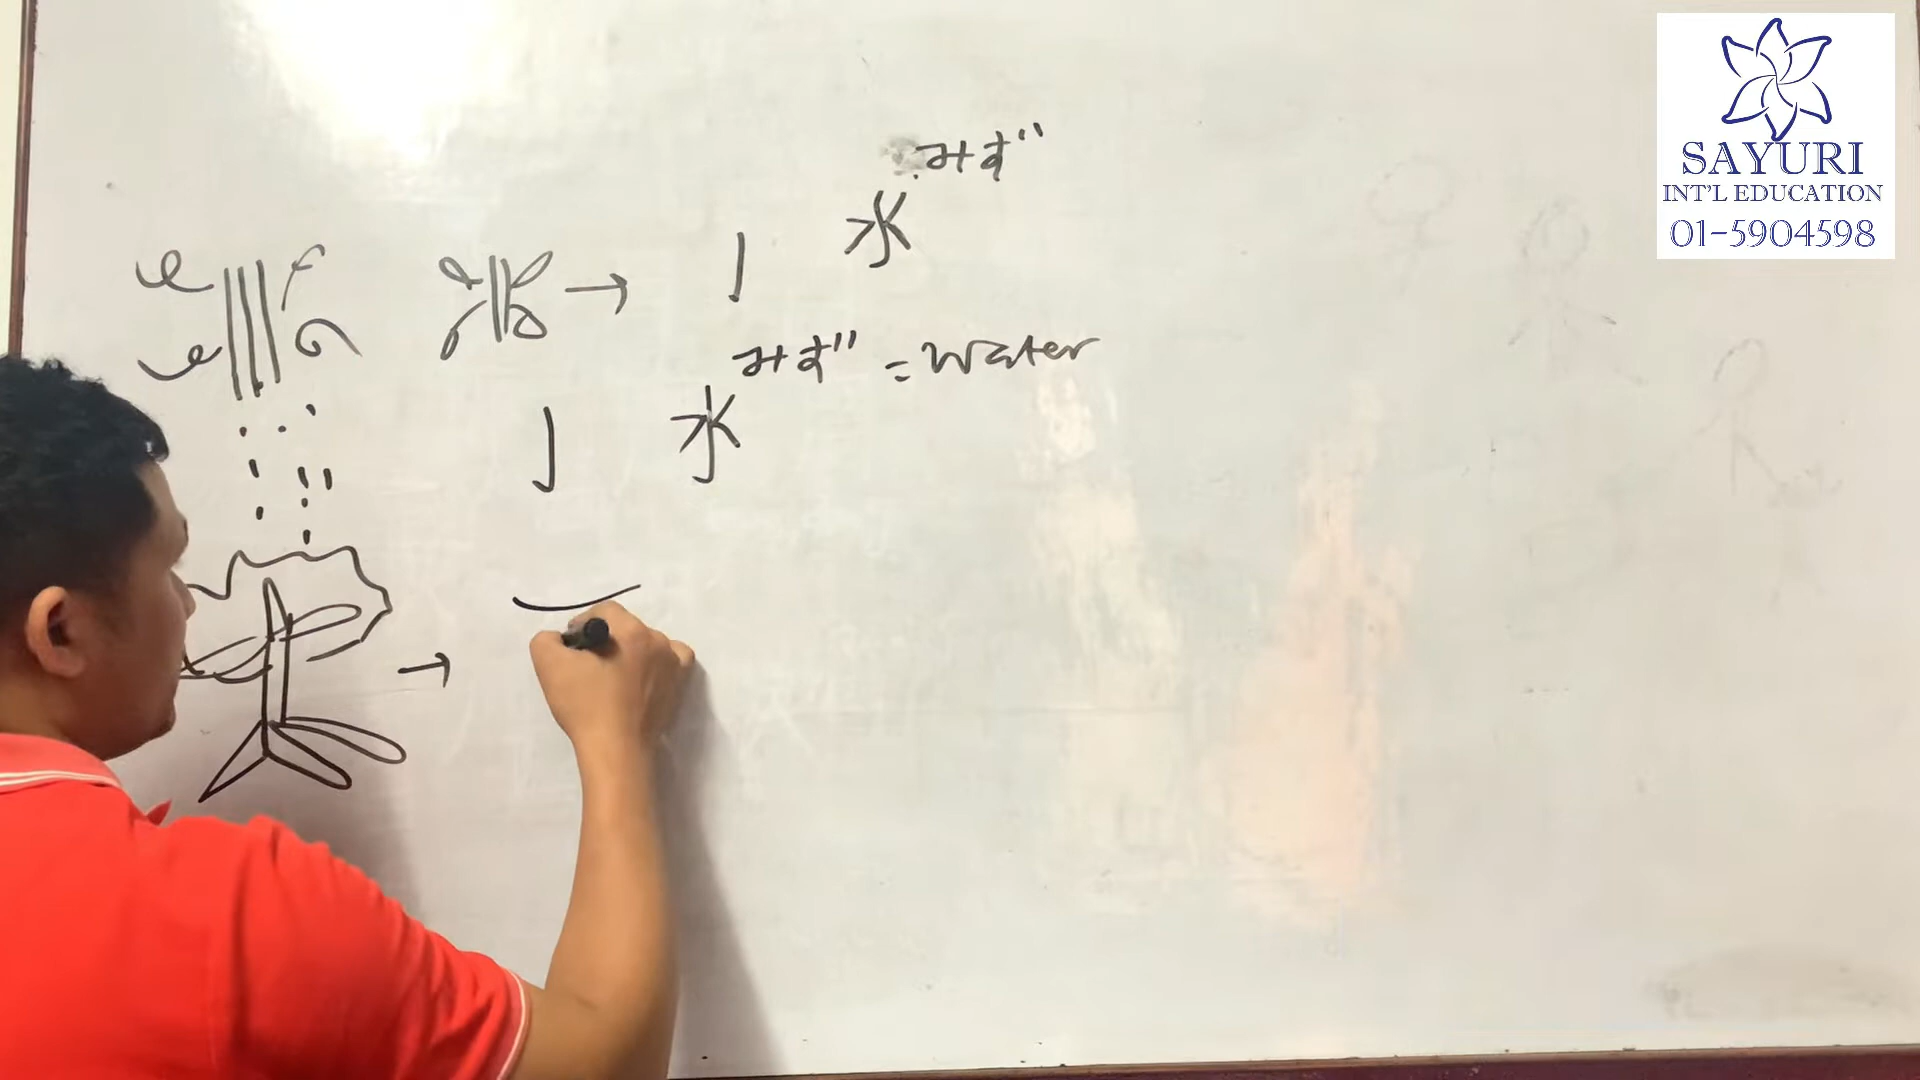 みず
水
みず = Water
水
SAYURI
INT'L EDUCATION
01-5904598